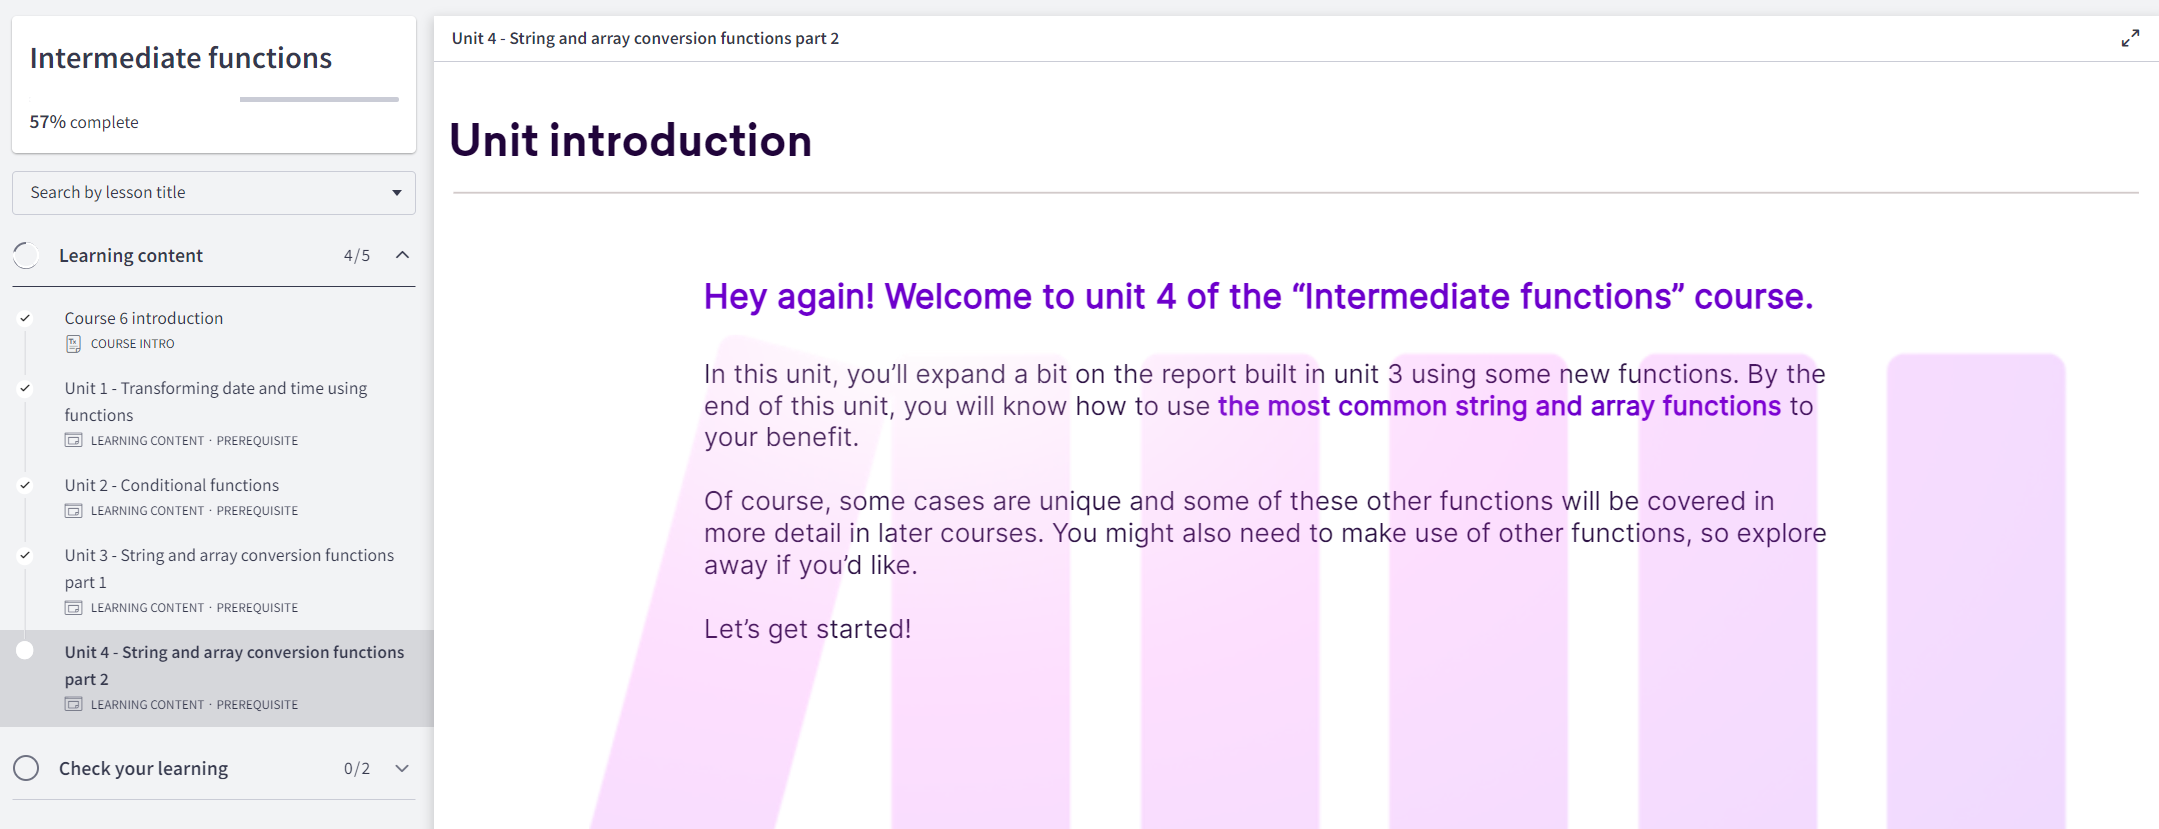 Intermediate functions
57% complete
Search by lesson title
Learning content 4/5
Course 6 introduction
COURSE INTRO
Unit 1 - Transforming date and time using
functions
LEARNING CONTENT · PREREQUISITE
Unit 2 - Conditional functions
LEARNING CONTENT · PREREQUISITE
Unit 3 - String and array conversion functions
part 1
LEARNING CONTENT · PREREQUISITE
Unit 4 - String and array conversion functions
part 2
LEARNING CONTENT · PREREQUISITE
Check your learning 0/2
Unit 4 - String and array conversion functions part 2
Unit introduction
Hey again! Welcome to unit 4 of the “Intermediate functions” course.
In this unit, you’ll expand a bit on the report built in unit 3 using some new functions. By the
end of this unit, you will know how to use the most common string and array functions to
your benefit.
Of course, some cases are unique and some of these other functions will be covered in
more detail in later courses. You might also need to make use of other functions, so explore
away if you’d like.
Let’s get started!